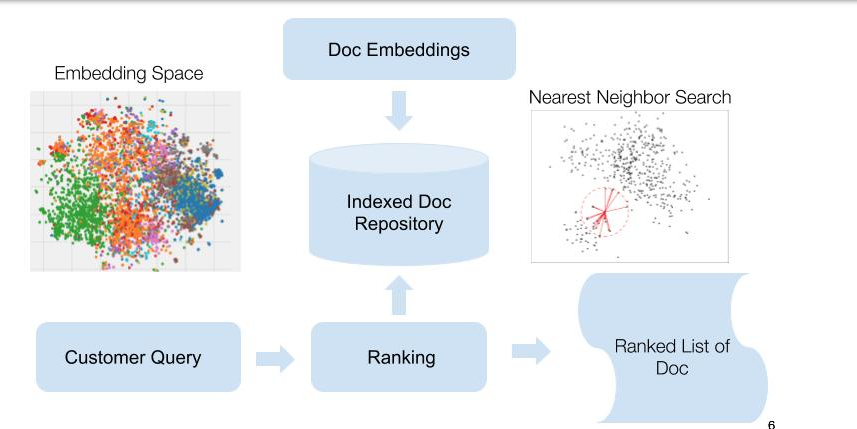 Doc Embeddings
Embedding Space
Nearest Neighbor Search
Indexed Doc
Repository
Customer Query
Ranking
Ranked List of
Doc
6